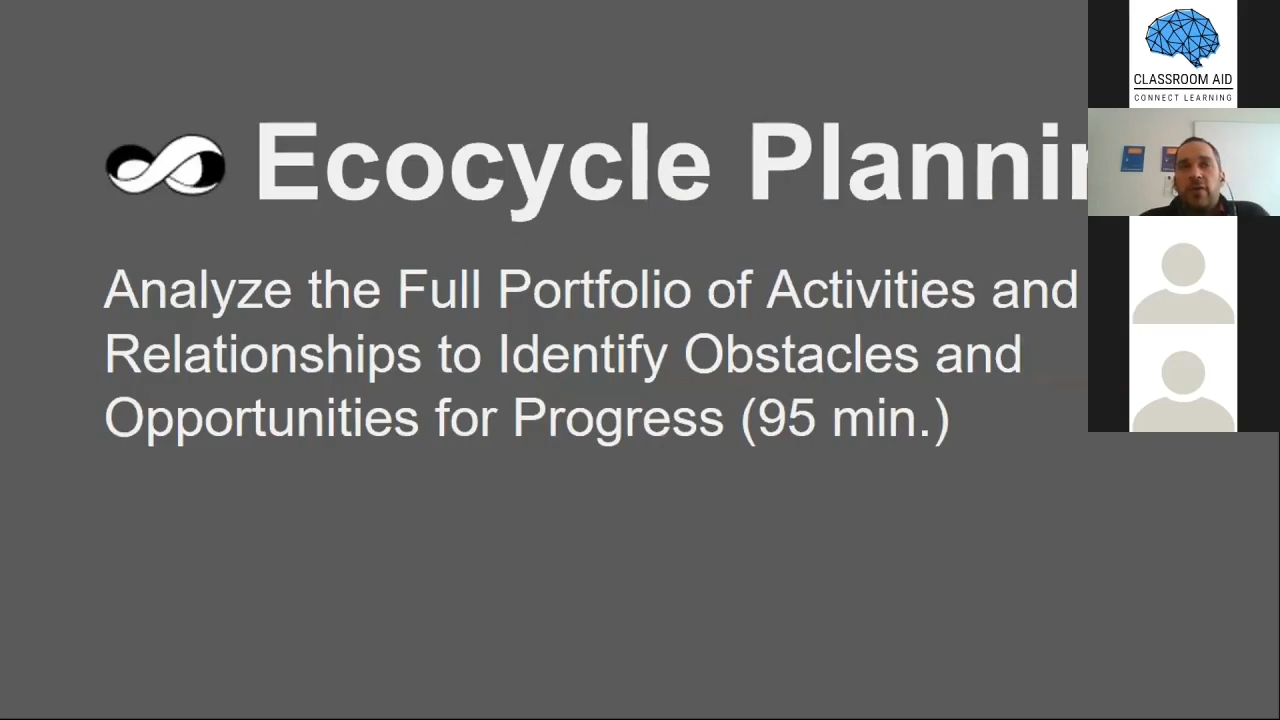 Ecocycle Plannin
Analyze the Full Portfolio of Activities and
Relationships to Identify Obstacles and
Opportunities for Progress (95 min.)
CLASSROOM AID
CONNECT LEARNING